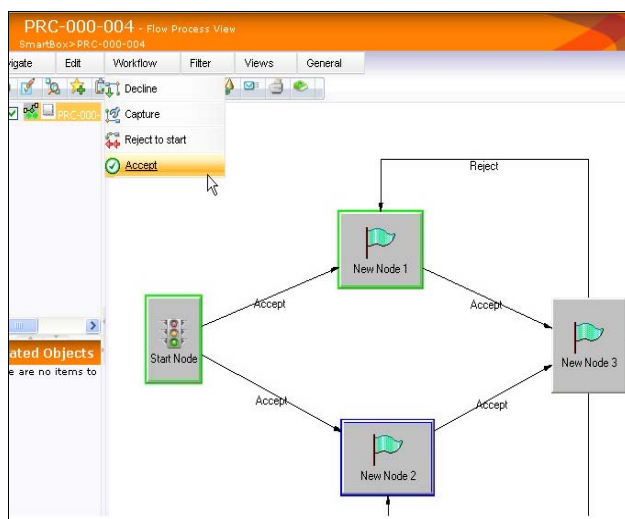 PRC-000-004 - Flow Process View
SmartBox>PRC-000-004
vigate Edit Workflow Filter Views General
Decline
PRC-000-
Capture
Reject to start
Accept
Reject
New Node 1
Accept
Accept
Start Node
New Node 3
ated Objects
e are no items to
Accept
Accept
New Node 2